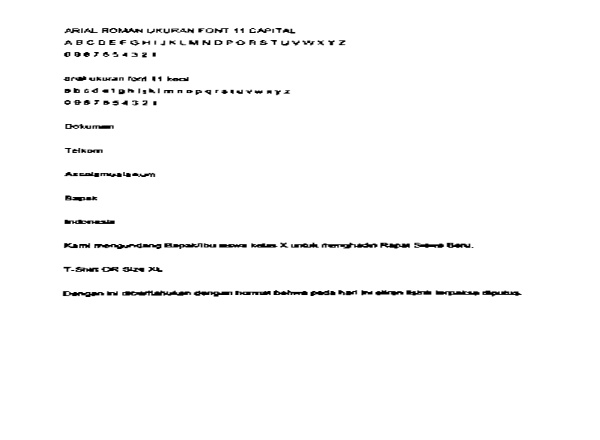 ARIAL ROMAN UKURAN FONT 11 CAPITAL
A B C D E F G H I J K L M N O P Q R S T U V W X Y Z
0 9 8 7 6 5 4 3 2 1
arial ukuran font 11 kecil
a b c d e f g h i j k l m n o p q r s t u v w x y z
0 9 8 7 6 5 4 3 2 1
Dokumen
Telkom
Assalamualaikum
Bapak
Indonesia
Kami mengundang Bapak/Ibu siswa kelas X untuk menghadiri Rapat Siswa Baru.
T-Shirt OR Size XL
Dengan ini diberitahukan dengan hormat bahwa pada hari ini aliran listrik terpaksa diputus.